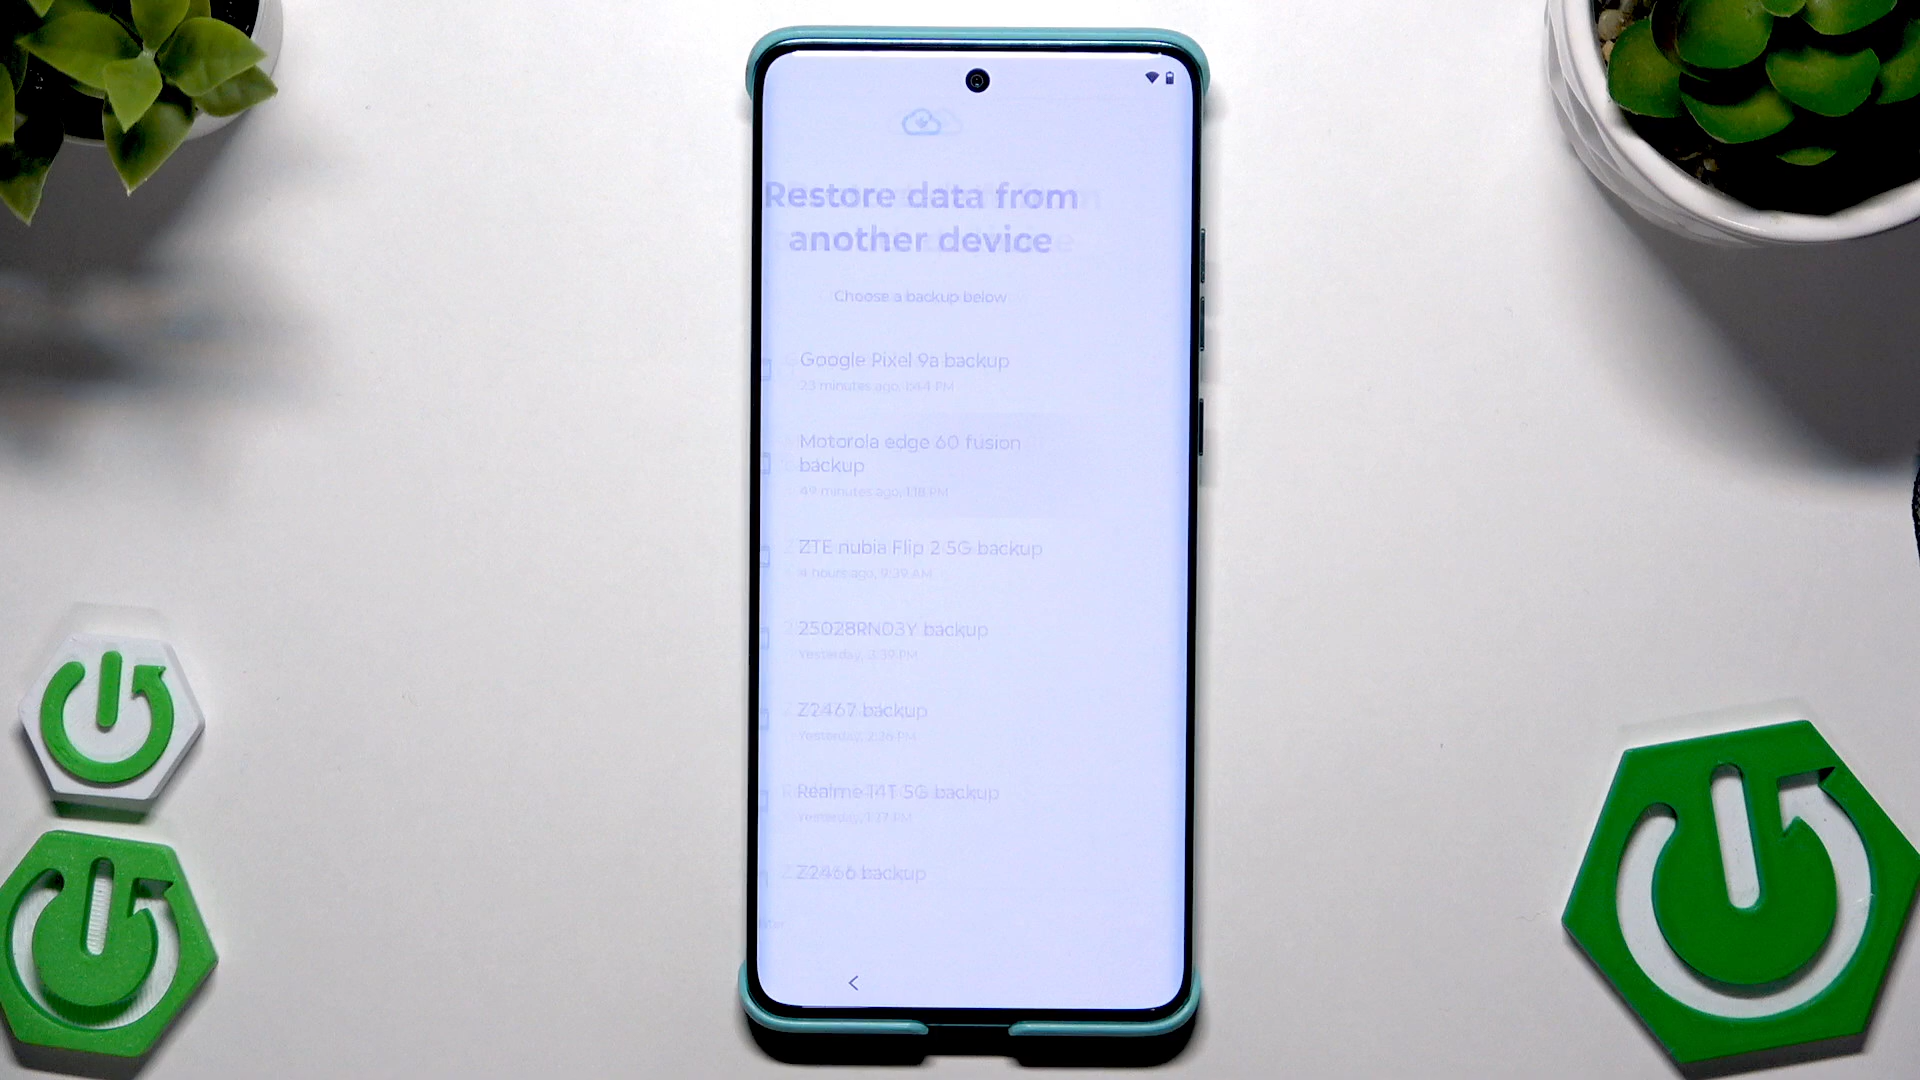 Restore data from
another device
Choose a backup below
Google Pixel 9a backup
23 minutes ago, 1:44 PM
Motorola edge 60 fusion
backup
49 minutes ago, 1:18 PM
ZTE nubia Flip 2 5G backup
4 hours ago, 9:39 AM
25028RN03Y backup
Yesterday, 3:39 PM
Z2467 backup
Yesterday, 2:36 PM
Realme 14T 5G backup
Yesterday, 1:17 PM
Z2466 backup